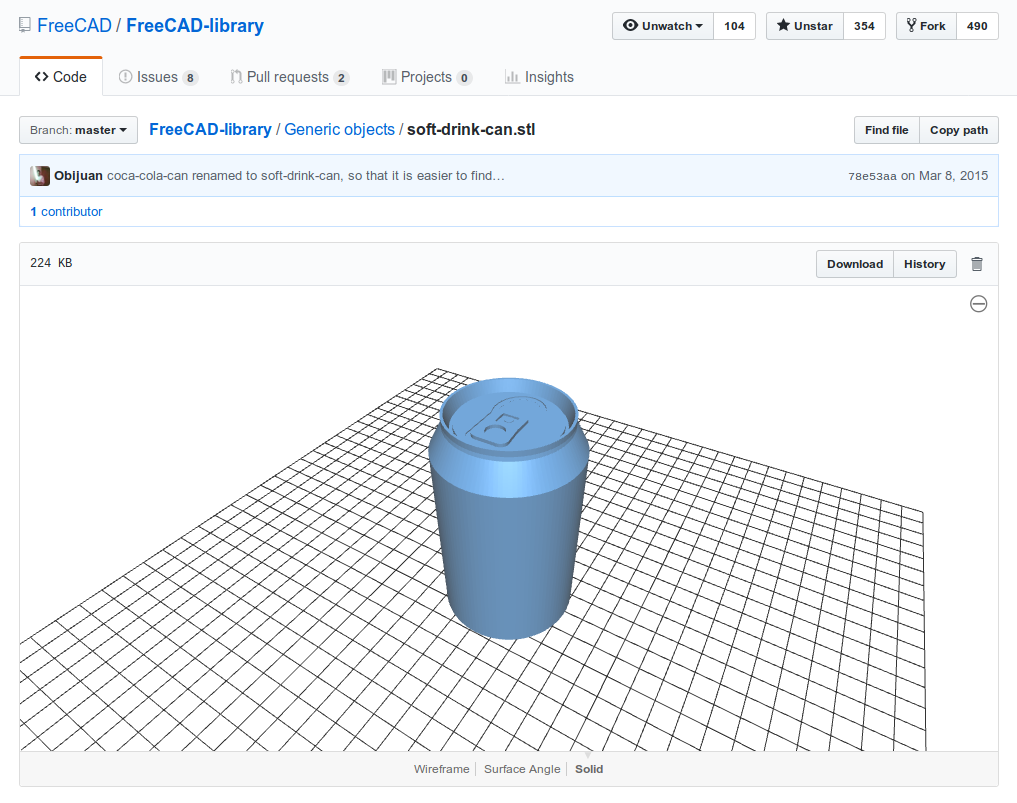 FreeCAD / FreeCAD-library
Unwatch 104 Unstar 354 Fork 490
Code Issues 8 Pull requests 2 Projects 0 Insights
Branch: master FreeCAD-library / Generic objects / soft-drink-can.stl Find file Copy path
Obijuan coca-cola-can renamed to soft-drink-can, so that it is easier to find… 78e53aa on Mar 8, 2015
1 contributor
224 KB Download History
Wireframe Surface Angle Solid